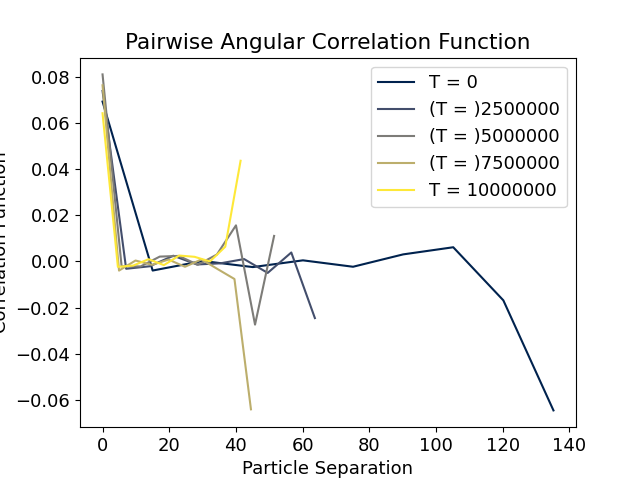 Pairwise Angular Correlation Function
T = 0
(T = )2500000
(T = )5000000
(T = )7500000
T = 10000000
0.08
0.06
0.04
0.02
0.00
−0.02
−0.04
−0.06
Correlation Function
0 20 40 60 80 100 120 140
Particle Separation